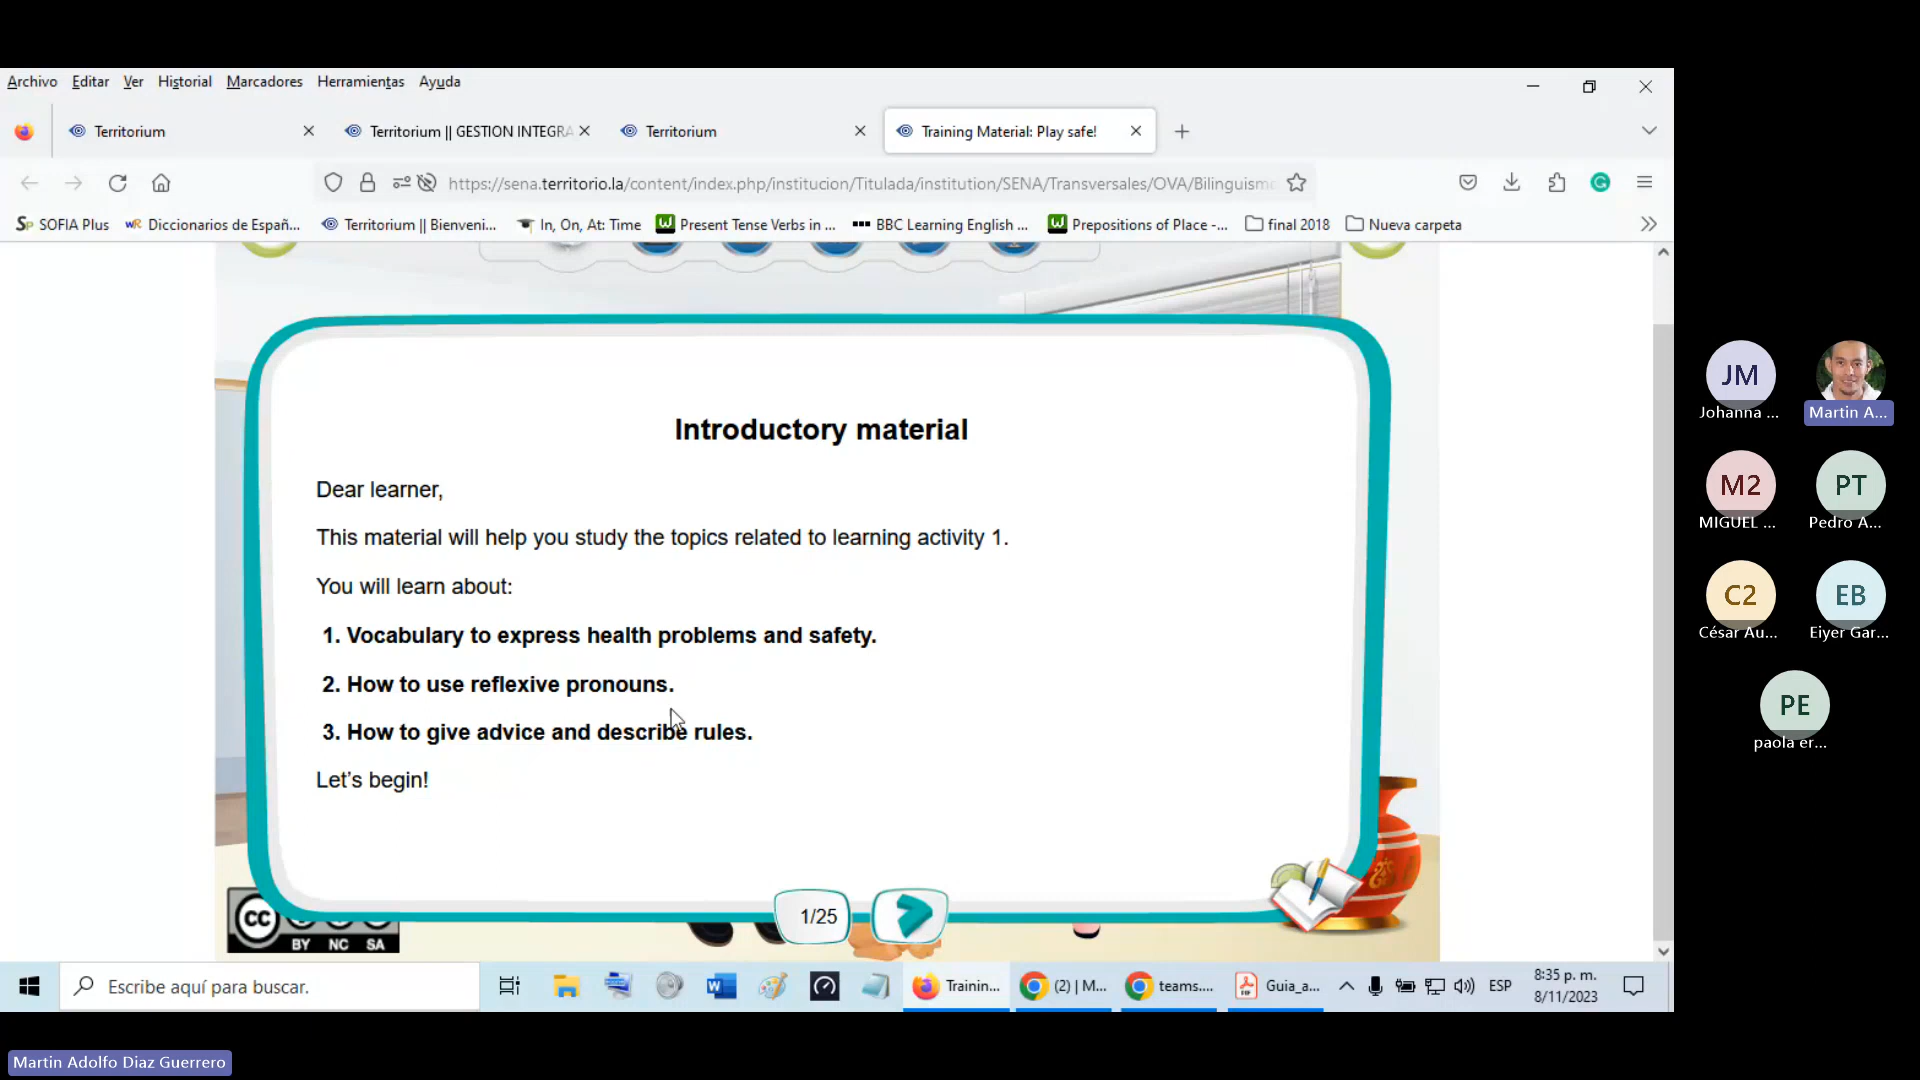 Archivo Editar Ver Historial Marcadores Herramientas Ayuda
Territorium
Territorium || GESTION INTEGRA
Territorium
Training Material: Play safe!
https://sena.territorio.la/content/index.php/institucion/Titulada/institution/SENA/Transversales/OVA/Bilinguismo
SOFIA Plus
Diccionarios de Españ...
Territorium || Bienveni...
In, On, At: Time
Present Tense Verbs in ...
BBC Learning English ...
Prepositions of Place -...
final 2018
Nueva carpeta
Introductory material
Dear learner,
This material will help you study the topics related to learning activity 1.
You will learn about:
1. Vocabulary to express health problems and safety.
2. How to use reflexive pronouns.
3. How to give advice and describe rules.
Let's begin!
1/25
CC
BY NC SA
Escribe aquí para buscar.
Trainin...
(2) | M...
teams....
Guia_a...
ESP
8:35 p. m.
8/11/2023
JM
Johanna ...
Martin A...
M2
MIGUEL ...
PT
Pedro A...
C2
César Au...
EB
Eiyer Gar...
PE
paola er...
Martin Adolfo Diaz Guerrero